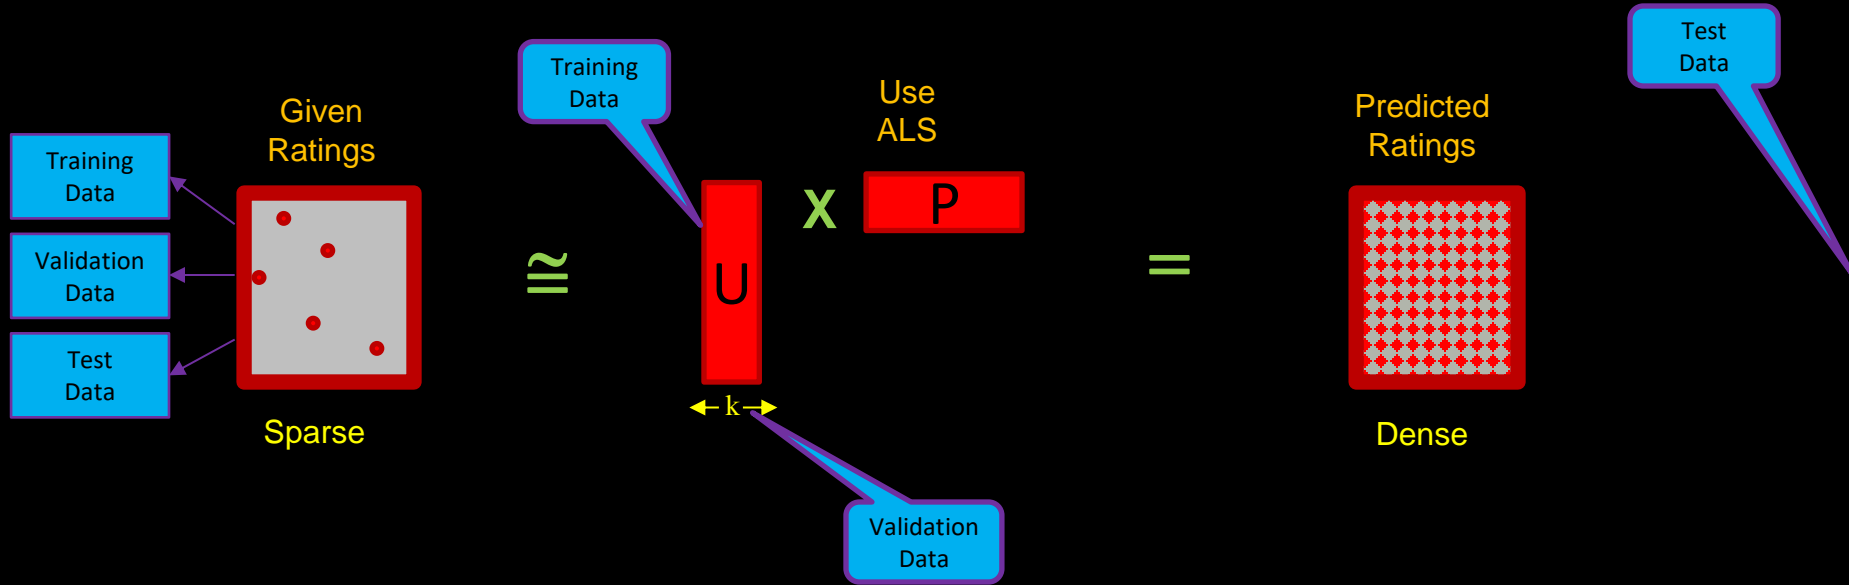 Training
Data
Validation
Data
Test
Data
Given
Ratings
Sparse
≅
Training
Data
U
k
Validation
Data
x
Use
ALS
P
=
Predicted
Ratings
Dense
Test
Data